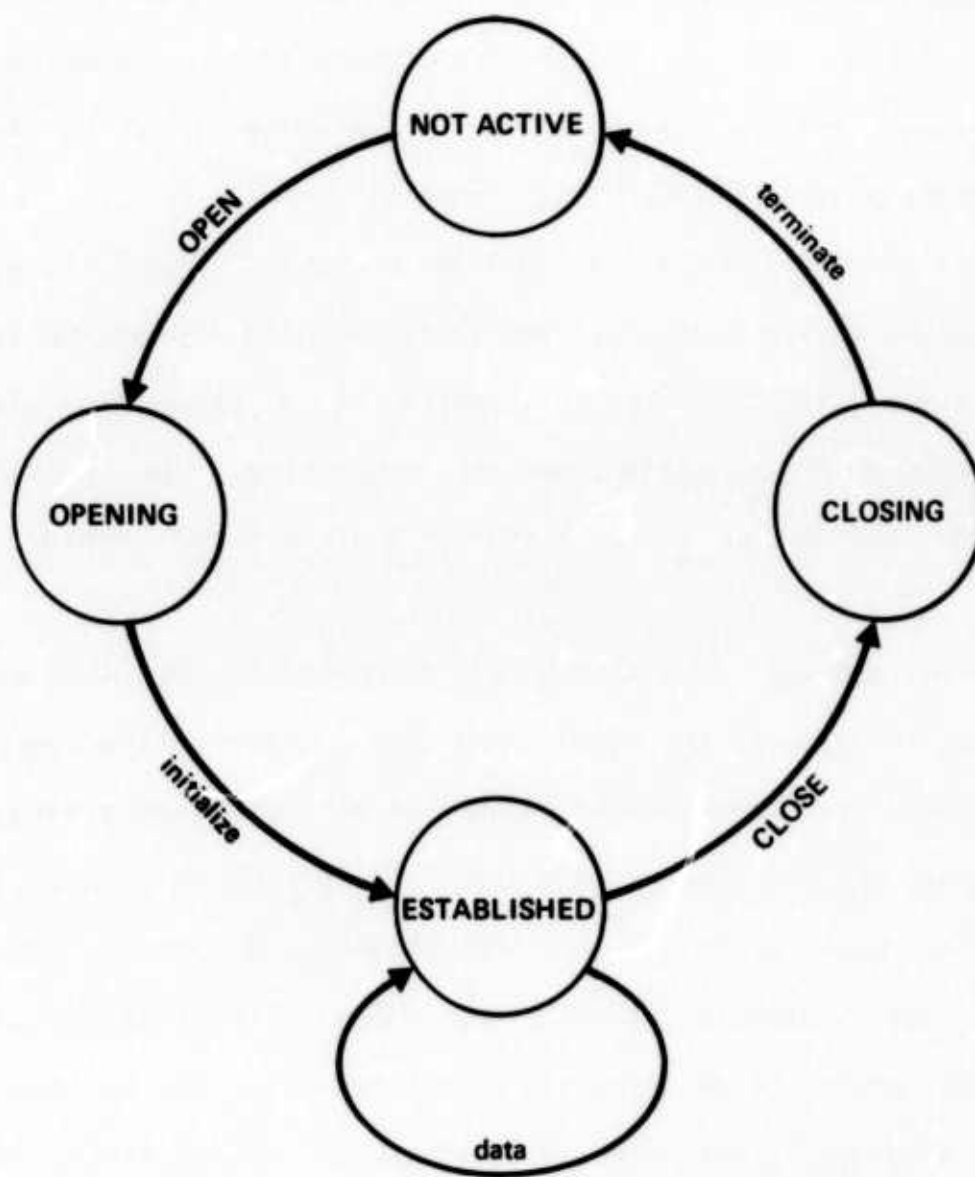 NOT ACTIVE
OPEN
terminate
OPENING
CLOSING
initialize
CLOSE
ESTABLISHED
data